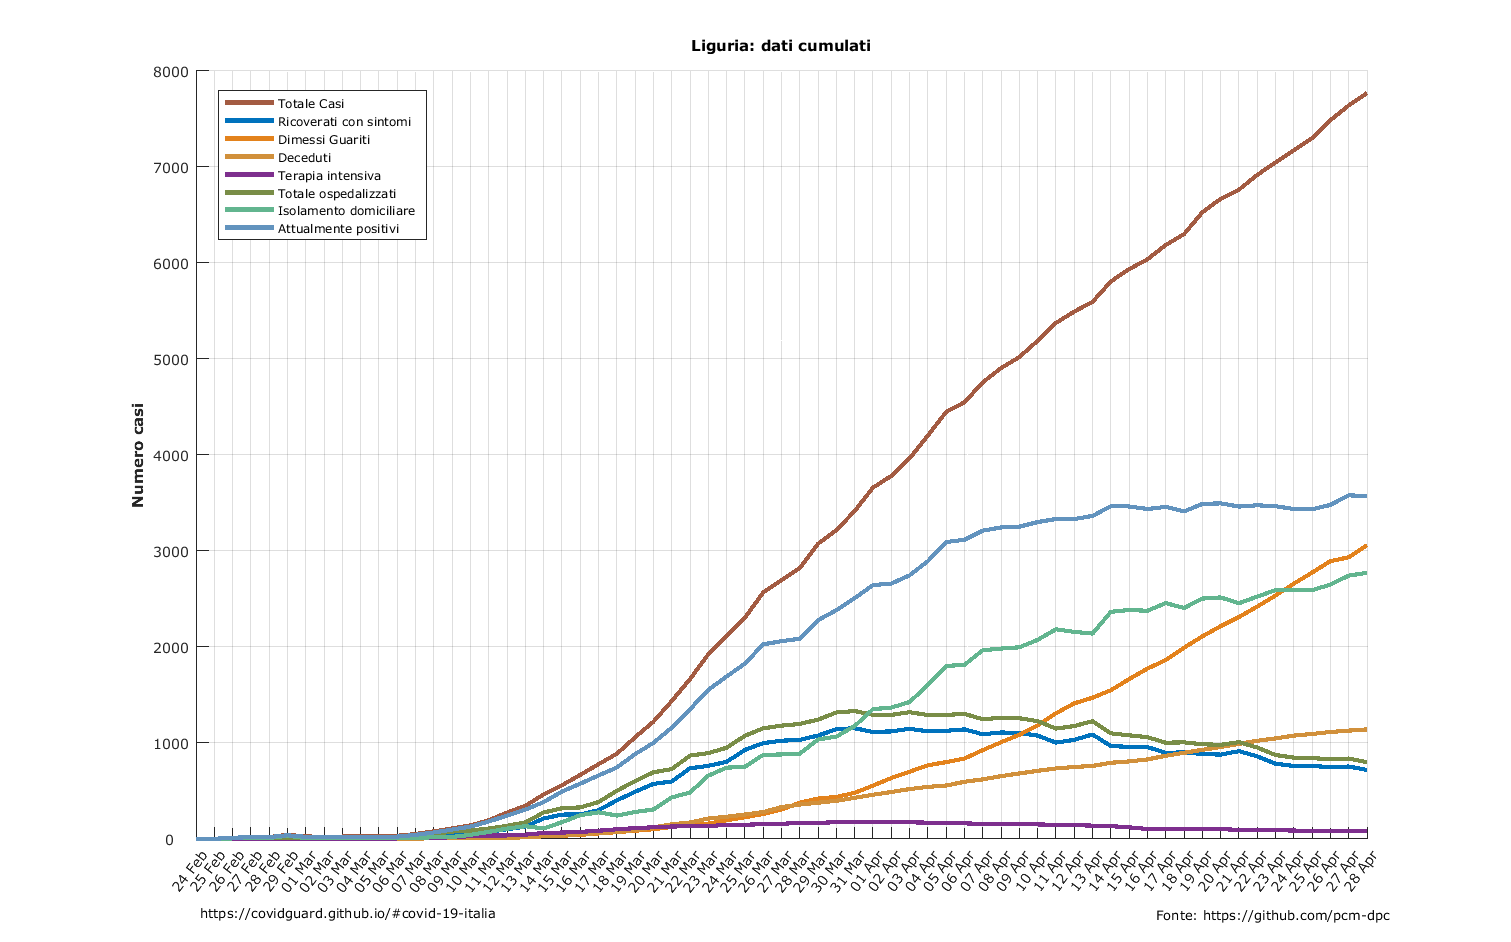 Liguria: dati cumulati
8000
7000
6000
5000
4000
3000
2000
1000
0
Numero casi
Totale Casi
Ricoverati con sintomi
Dimessi Guariti
Deceduti
Terapia intensiva
Totale ospedalizzati
Isolamento domiciliare
Attualmente positivi
24 Feb
25 Feb
26 Feb
27 Feb
28 Feb
29 Feb
01 Mar
02 Mar
03 Mar
04 Mar
05 Mar
06 Mar
07 Mar
08 Mar
09 Mar
10 Mar
11 Mar
12 Mar
13 Mar
14 Mar
15 Mar
16 Mar
17 Mar
18 Mar
19 Mar
20 Mar
21 Mar
22 Mar
23 Mar
24 Mar
25 Mar
26 Mar
27 Mar
28 Mar
29 Mar
30 Mar
31 Mar
01 Apr
02 Apr
03 Apr
04 Apr
05 Apr
06 Apr
07 Apr
08 Apr
09 Apr
10 Apr
11 Apr
12 Apr
13 Apr
14 Apr
15 Apr
16 Apr
17 Apr
18 Apr
19 Apr
20 Apr
21 Apr
22 Apr
23 Apr
24 Apr
25 Apr
26 Apr
27 Apr
28 Apr
https://covidguard.github.io/#covid-19-italia
Fonte: https://github.com/pcm-dpc